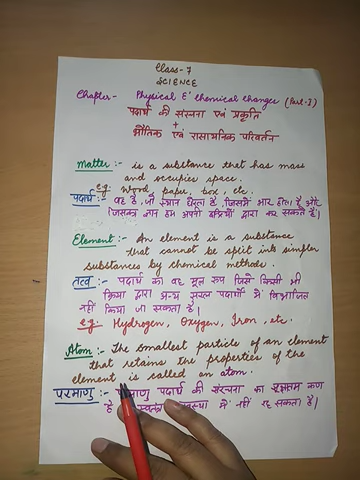 Class-7
SCIENCE
Chapter- Physical & Chemical Changes (Part-I)
पदार्थ की संरचना एवं प्रकृति
+
भौतिक एवं रासायनिक परिवर्तन
Matter :- is a substance that has mass
and occupies space.
e.g. Wood, paper, box, etc.
पदार्थ :- वह है, जो स्थान घेरता है, जिसमें भार होता है और
जिसका ज्ञान हम अपनी इन्द्रियों द्वारा कर सकते हैं।
Element :- An element is a substance
that cannot be split into simpler
substances by chemical methods.
तत्व :- पदार्थ का वह मूल रूप जिसे किसी भी
क्रिया द्वारा अन्य सरल पदार्थों में विभाजित
नहीं किया जा सकता है।
e.g. Hydrogen, Oxygen, Iron, etc.
Atom :- The smallest particle of an element
that retains the properties of the
element is called an atom.
परमाणु :- पदार्थ की संरचना का कण
है में नहीं रह सकता है।